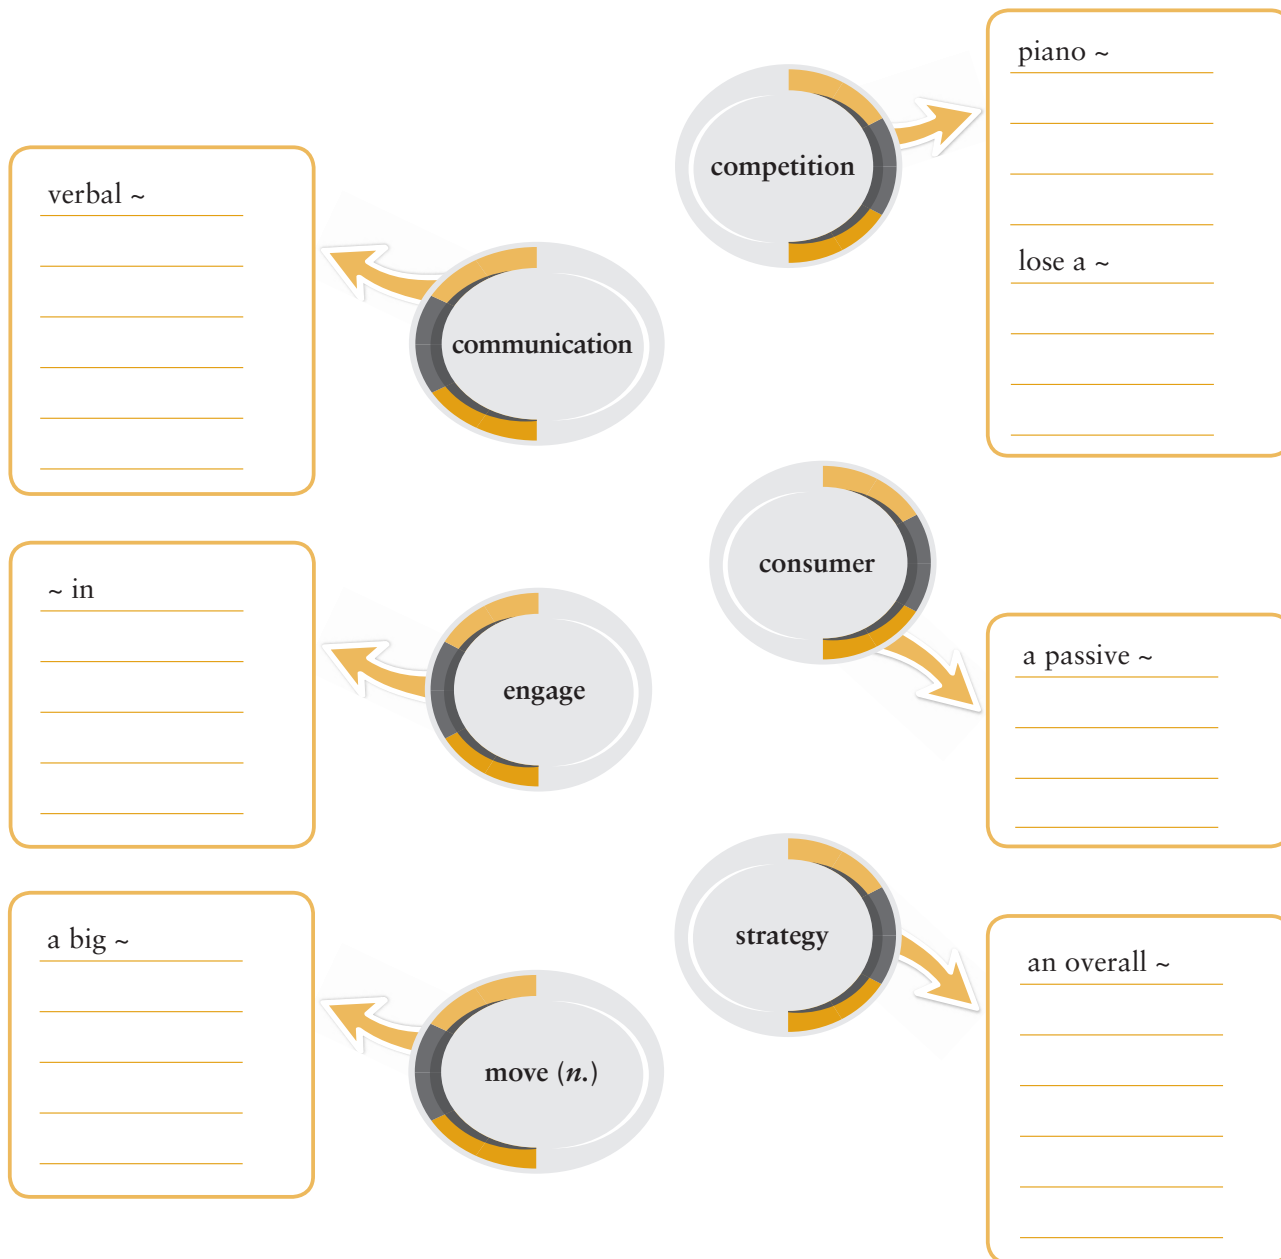 piano ~
competition
lose a ~
verbal ~
communication
consumer
a passive ~
~ in
engage
strategy
an overall ~
a big ~
move (n.)